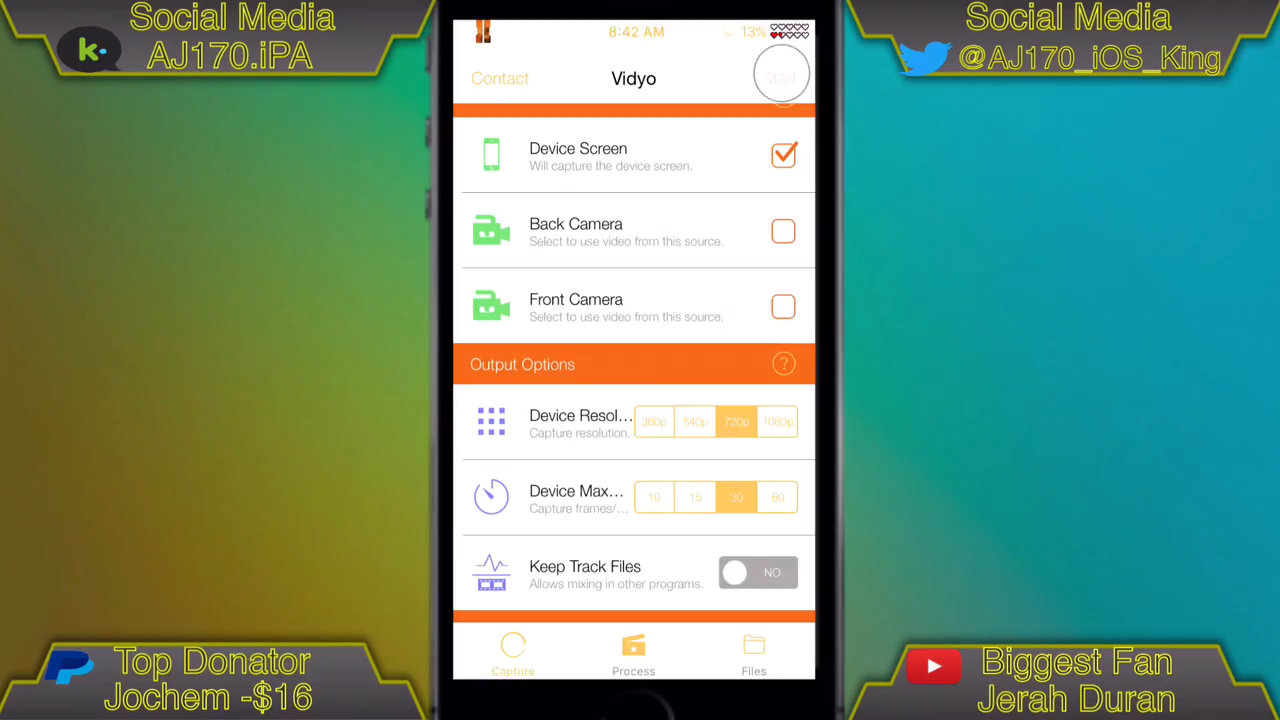 Social Media
AJ170.iPA
Social Media
@AJ170_iOS_King
8:42 AM
13%
Contact
Vidyo
Start
Device Screen
Will capture the device screen.
Back Camera
Select to use video from this source.
Front Camera
Select to use video from this source.
Output Options
?
Device Resol...
Capture resolution.
360p
540p
720p
1080p
Device Max...
Capture frames/...
10
15
30
60
Keep Track Files
Allows mixing in other programs.
NO
Capture
Process
Files
Top Donator
Jochem -$16
Biggest Fan
Jerah Duran
k.